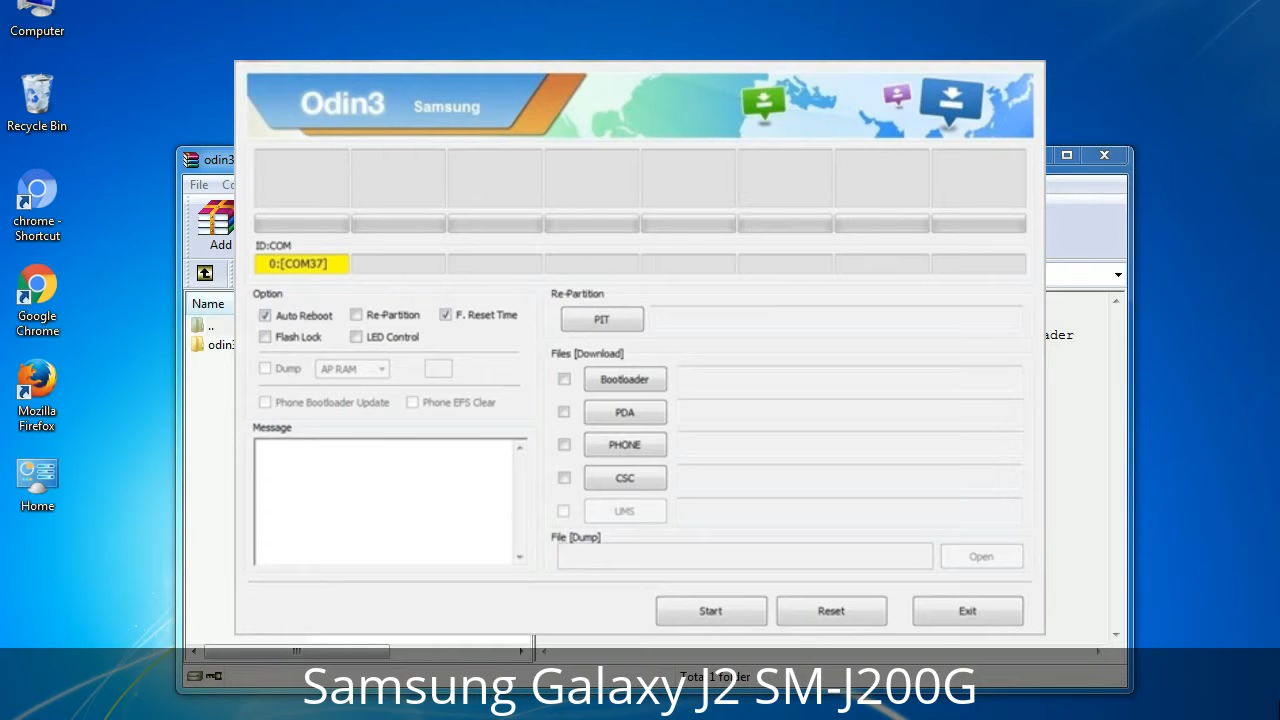 Computer
Recycle Bin
chrome -
Shortcut
Google
Chrome
Mozilla
Firefox
Home
odin3
File
Add
Name
..
odin3
Total 1 folder
Odin3 Samsung
ID:COM
0:[COM37]
Option
Auto Reboot Re-Partition F. Reset Time
Flash Lock LED Control
Dump AP RAM
Phone Bootloader Update Phone EFS Clear
Message
Re-Partition
PIT
Files [Download]
Bootloader
PDA
PHONE
CSC
UMS
File [Dump]
Open
Start Reset Exit
Samsung Galaxy J2 SM-J200G